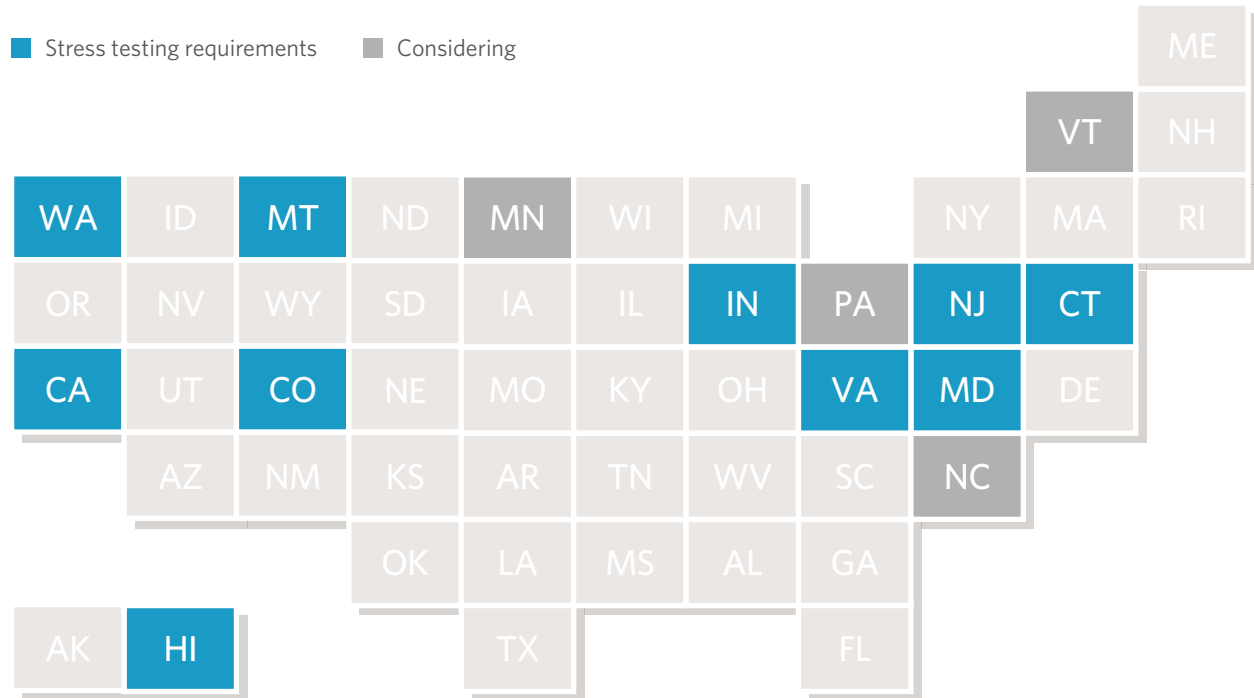 Stress testing requirements Considering
ME
VT NH
WA ID MT ND MN WI MI NY MA RI
OR NV WY SD IA IL IN PA NJ CT
CA UT CO NE MO KY OH VA MD DE
AZ NM KS AR TN WV SC NC
OK LA MS AL GA
AK HI TX FL